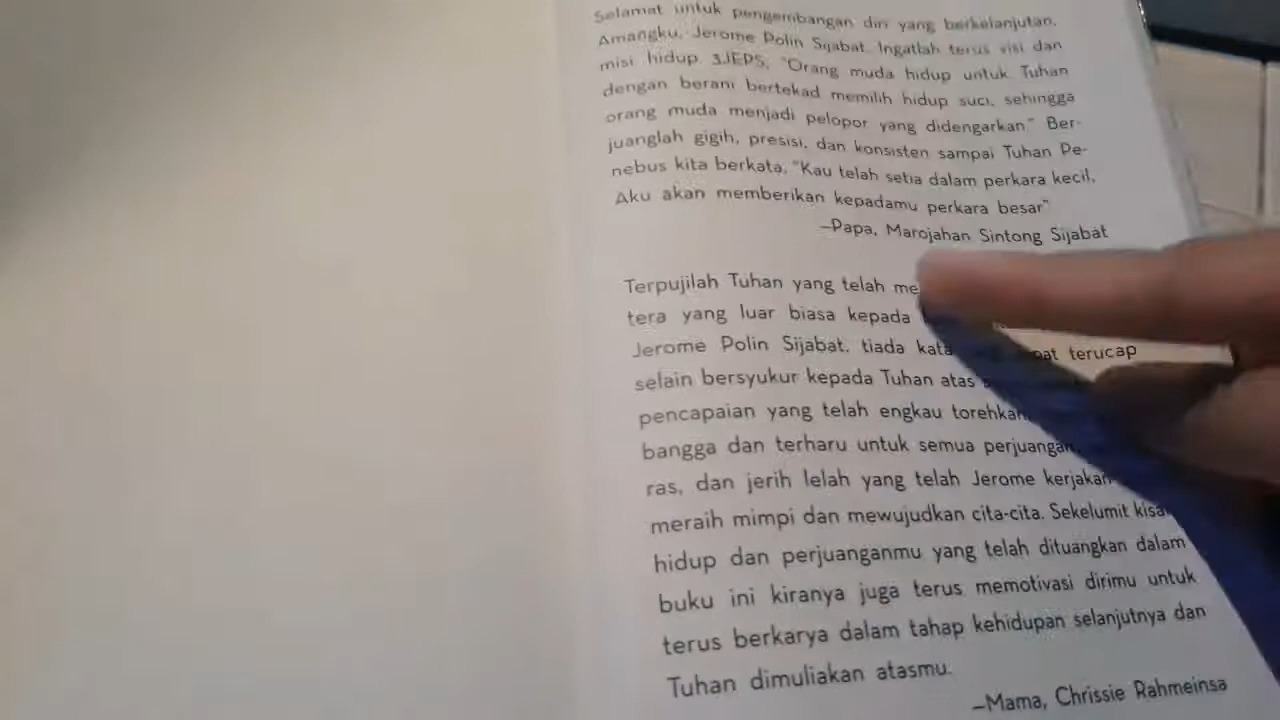 Selamat untuk pengembangan diri yang berkelanjutan,
Amangku, Jerome Polin Sijabat. Ingatlah terus visi dan
misi hidup 3JEPS, "Orang muda hidup untuk Tuhan
dengan berani bertekad memilih hidup suci, sehingga
orang muda menjadi pelopor yang didengarkan" Ber-
juanglah gigih, presisi, dan konsisten sampai Tuhan Pe-
nebus kita berkata, "Kau telah setia dalam perkara kecil,
Aku akan memberikan kepadamu perkara besar"
—Papa, Marojahan Sintong Sijabat
Terpujilah Tuhan yang telah me
tera yang luar biasa kepada
Jerome Polin Sijabat, tiada kata terucap
selain bersyukur kepada Tuhan atas
pencapaian yang telah engkau torehkan
bangga dan terharu untuk semua perjuangan,
ras, dan jerih lelah yang telah Jerome kerjakan
meraih mimpi dan mewujudkan cita-cita. Sekelumit kisah
hidup dan perjuanganmu yang telah dituangkan dalam
buku ini kiranya juga terus memotivasi dirimu untuk
terus berkarya dalam tahap kehidupan selanjutnya dan
Tuhan dimuliakan atasmu.
—Mama, Chrissie Rahmeinsa